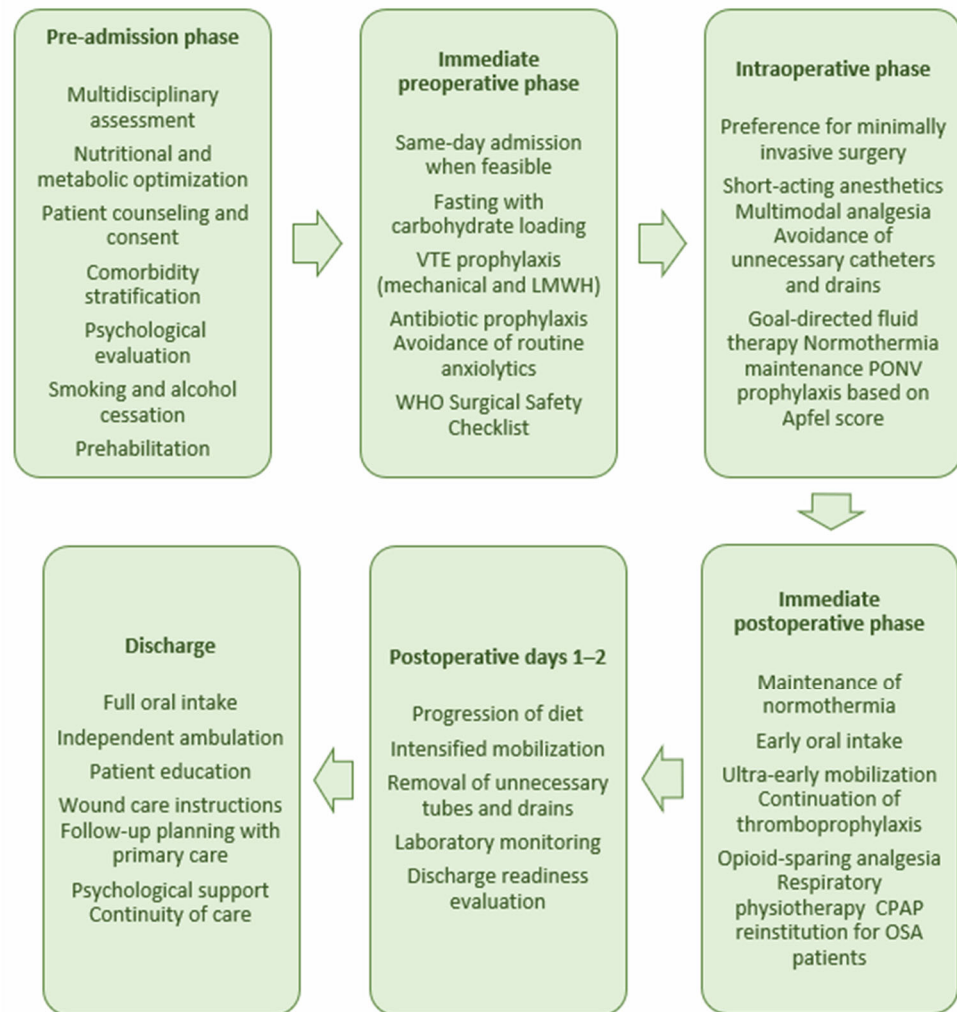 Pre-admission phase
Multidisciplinary
assessment
Nutritional and
metabolic optimization
Patient counseling and
consent
Comorbidity
stratification
Psychological
evaluation
Smoking and alcohol
cessation
Prehabilitation
Immediate
preoperative phase
Same-day admission
when feasible
Fasting with
carbohydrate loading
VTE prophylaxis
(mechanical and LMWH)
Antibiotic prophylaxis
Avoidance of routine
anxiolytics
WHO Surgical Safety
Checklist
Intraoperative phase
Preference for minimally
invasive surgery
Short-acting anesthetics
Multimodal analgesia
Avoidance of
unnecessary catheters
and drains
Goal-directed fluid
therapy Normothermia
maintenance PONV
prophylaxis based on
Apfel score
Immediate
postoperative phase
Maintenance of
normothermia
Early oral intake
Ultra-early mobilization
Continuation of
thromboprophylaxis
Opioid-sparing analgesia
Respiratory
physiotherapy CPAP
reinstitution for OSA
patients
Postoperative days 1–2
Progression of diet
Intensified mobilization
Removal of unnecessary
tubes and drains
Laboratory monitoring
Discharge readiness
evaluation
Discharge
Full oral intake
Independent ambulation
Patient education
Wound care instructions
Follow-up planning with
primary care
Psychological support
Continuity of care